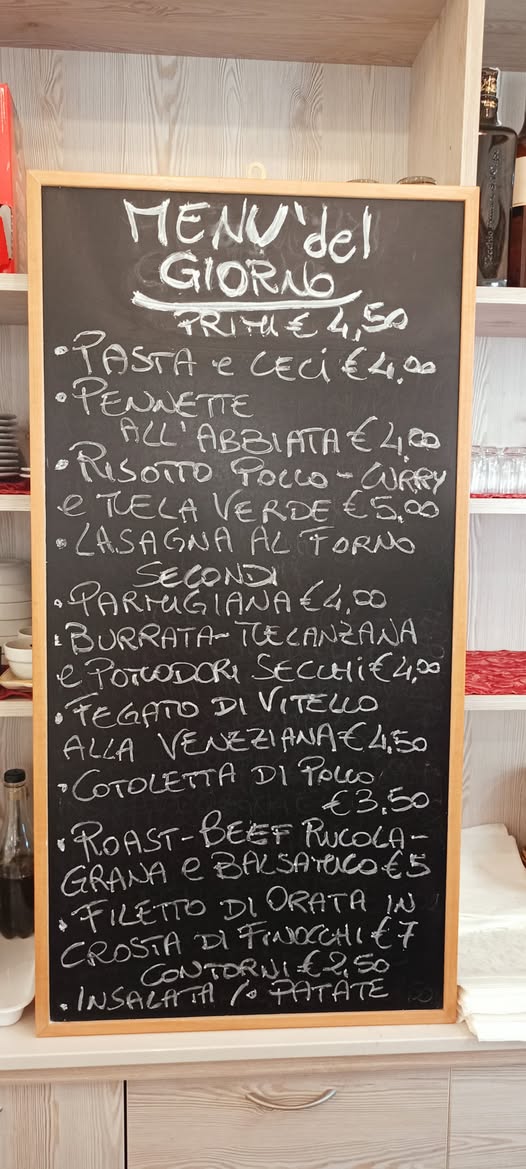 MENU' del
GIORNO
PRIMI € 4,50
• PASTA e CECI € 4,00
• PENNETTE
ALL'ABBIATA € 4,00
• RISOTTO POLLO - CURRY
e MELA VERDE € 5,00
• LASAGNA AL FORNO
SECONDI
• PARMIGIANA € 4,00
• BURRATA - MELANZANA
e POMODORI SECCHI € 4,00
• FEGATO DI VITELLO
ALLA VENEZIANA € 4,50
• COTOLETTA DI POLLO
€ 3,50
• ROAST-BEEF RUCOLA -
GRANA e BALSAMICO € 5
• FILETTO DI ORATA IN
CROSTA DI FINOCCHI € 7
CONTORNI € 2,50
• INSALATA / PATATE